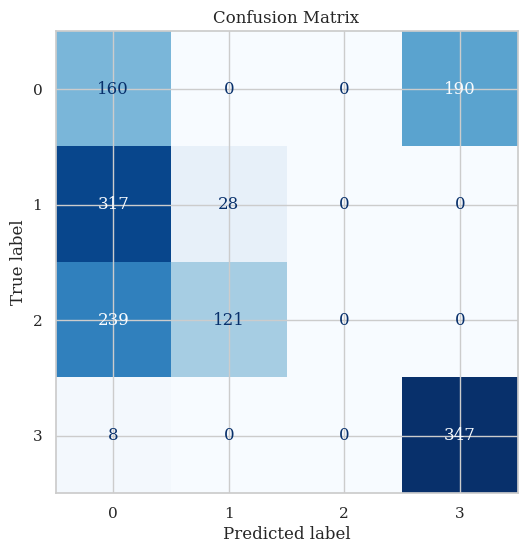 Confusion Matrix
0 160 0 0 190
1 317 28 0 0
2 239 121 0 0
3 8 0 0 347
0 1 2 3
Predicted label
True label